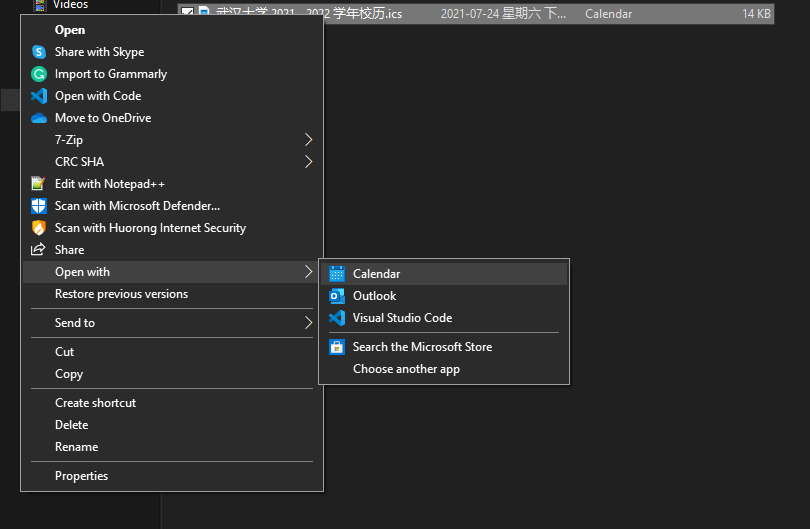 Videos
武汉大学 2021 - 2022 学年校历.ics 2021-07-24 星期六 下... Calendar 14 KB
Open
Share with Skype
Import to Grammarly
Open with Code
Move to OneDrive
7-Zip
CRC SHA
Edit with Notepad++
Scan with Microsoft Defender...
Scan with Huorong Internet Security
Share
Open with
Restore previous versions
Send to
Cut
Copy
Create shortcut
Delete
Rename
Properties
Calendar
Outlook
Visual Studio Code
Search the Microsoft Store
Choose another app